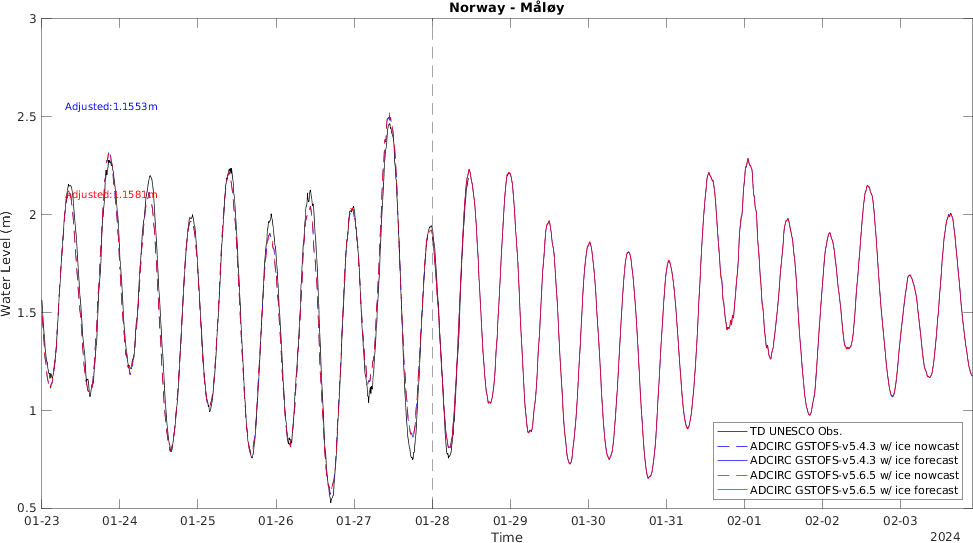 Norway - Måløy
3
2.5
2
1.5
1
0.5
Water Level (m)
Adjusted:1.1553m
Adjusted:1.1581m
TD UNESCO Obs.
ADCIRC GSTOFS-v5.4.3 w/ ice nowcast
ADCIRC GSTOFS-v5.4.3 w/ ice forecast
ADCIRC GSTOFS-v5.6.5 w/ ice nowcast
ADCIRC GSTOFS-v5.6.5 w/ ice forecast
01-23 01-24 01-25 01-26 01-27 01-28 01-29 01-30 01-31 02-01 02-02 02-03
Time
2024